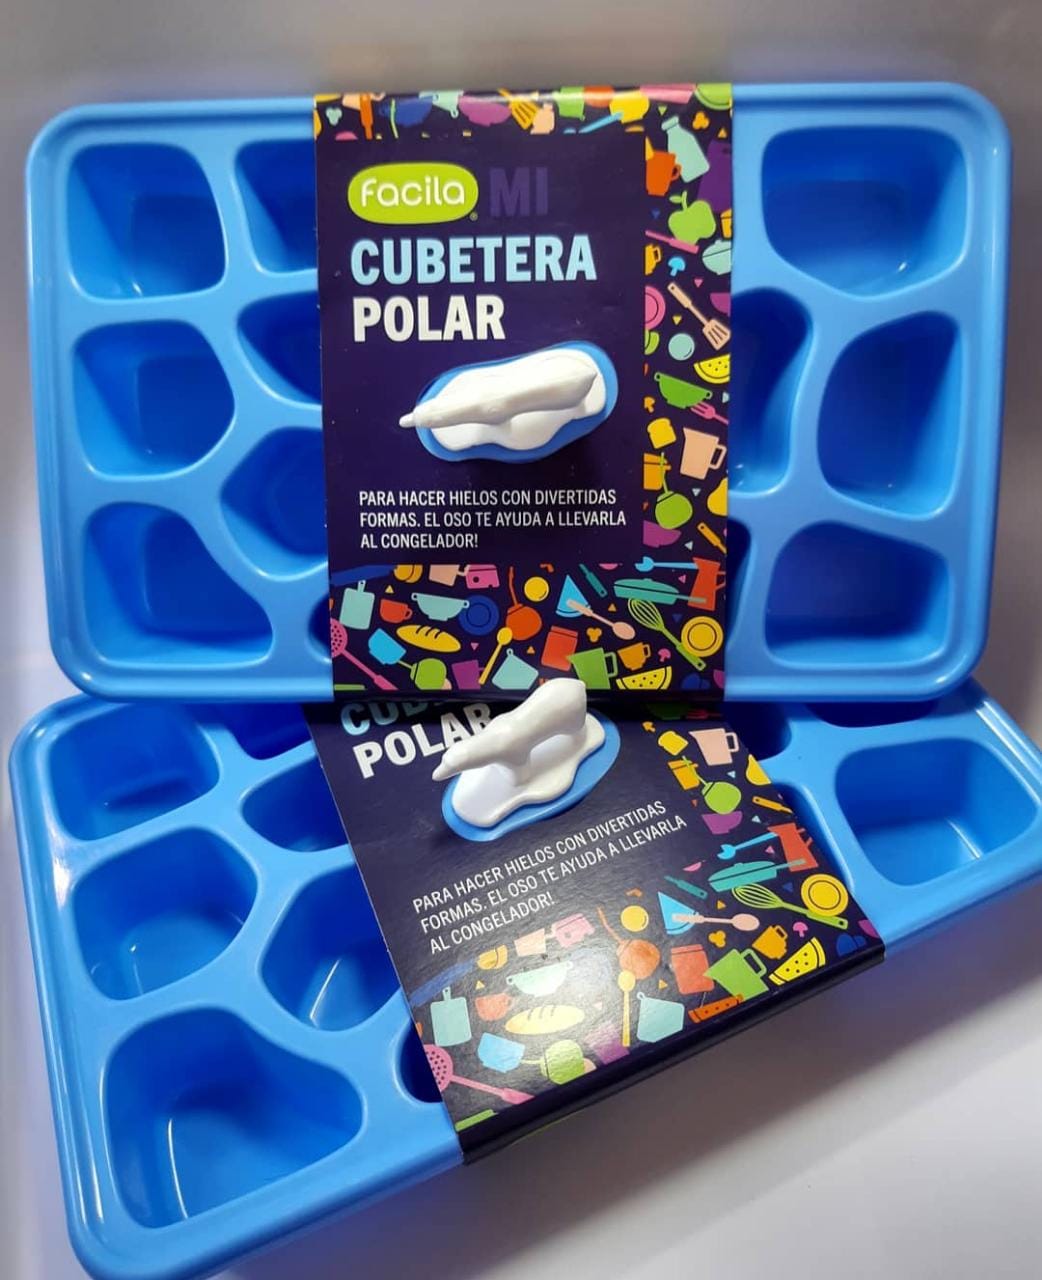 Facila® MI
CUBETERA
POLAR
PARA HACER HIELOS CON DIVERTIDAS
FORMAS. EL OSO TE AYUDA A LLEVARLA
AL CONGELADOR!
POLAR
PARA HACER HIELOS CON DIVERTIDAS
FORMAS. EL OSO TE AYUDA A LLEVARLA
AL CONGELADOR!